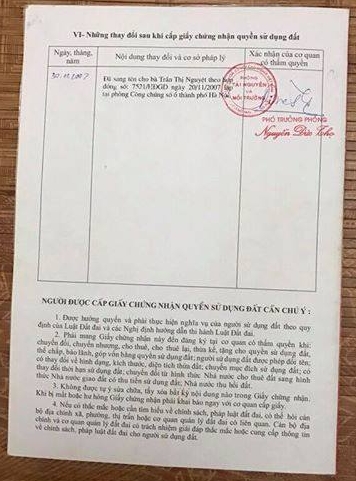 VI- Những thay đổi sau khi cấp giấy chứng nhận quyền sử dụng đất
Ngày, tháng, năm
Nội dung thay đổi và cơ sở pháp lý
Xác nhận của cơ quan có thẩm quyền
30.11.2007
Đã sang tên cho bà Trần Thị Nguyệt theo hợp
đồng số: 7521/HĐGD ngày 20/11/2007 lập
tại phòng Công chứng số 6 thành phố Hà Nội
PHÒNG
TÀI NGUYÊN
VÀ
MÔI TRƯỜNG
PHÓ TRƯỞNG PHÒNG
Nguyễn Đức Thọ
NGƯỜI ĐƯỢC CẤP GIẤY CHỨNG NHẬN QUYỀN SỬ DỤNG ĐẤT CẦN CHÚ Ý :
1. Được hưởng quyền và phải thực hiện nghĩa vụ của người sử dụng đất theo quy
định của Luật Đất đai và các Nghị định hướng dẫn thi hành Luật Đất đai.
2. Phải mang Giấy chứng nhận này đến đăng ký tại cơ quan có thẩm quyền khi:
chuyển đổi, chuyển nhượng, cho thuê, cho thuê lại, thừa kế, tặng cho quyền sử dụng đất,
thế chấp, bảo lãnh, góp vốn bằng quyền sử dụng đất; người sử dụng đất được phép đổi tên;
có thay đổi về hình dạng, kích thước, diện tích thửa đất; chuyển mục đích sử dụng đất; có
thay đổi thời hạn sử dụng đất; chuyển đổi từ hình thức Nhà nước cho thuê đất sang hình
thức Nhà nước giao đất có thu tiền sử dụng đất; Nhà nước thu hồi đất.
3. Không được tự ý sửa chữa, tẩy xóa bất kỳ nội dung nào trong Giấy chứng nhận.
Khi bị mất hoặc hư hỏng Giấy chứng nhận phải khai báo ngay với cơ quan cấp giấy.
4. Nếu có thắc mắc hoặc cần tìm hiểu về chính sách, pháp luật đất đai, có thể hỏi cán
bộ địa chính xã, phường, thị trấn hoặc cơ quan quản lý đất đai có liên quan. Cán bộ địa
chính và cơ quan quản lý đất đai có trách nhiệm giải đáp thắc mắc hoặc cung cấp thông tin
về chính sách, pháp luật đất đai cho người sử dụng đất.